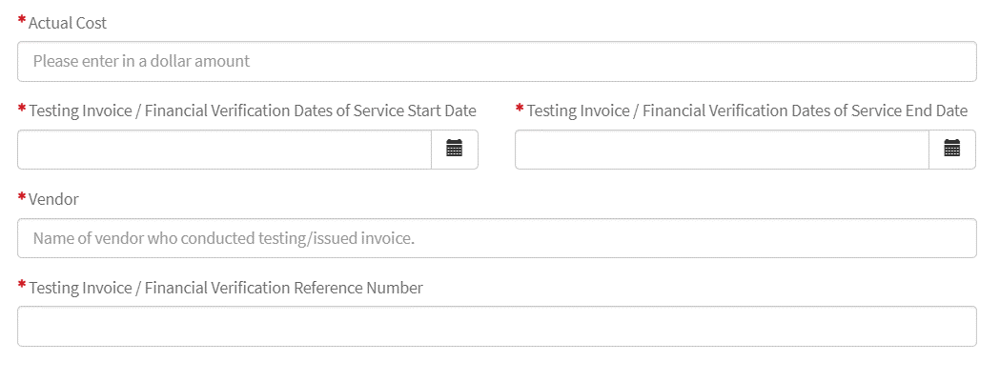 * Actual Cost
Please enter in a dollar amount
* Testing Invoice / Financial Verification Dates of Service Start Date
* Testing Invoice / Financial Verification Dates of Service End Date
* Vendor
Name of vendor who conducted testing/issued invoice.
* Testing Invoice / Financial Verification Reference Number